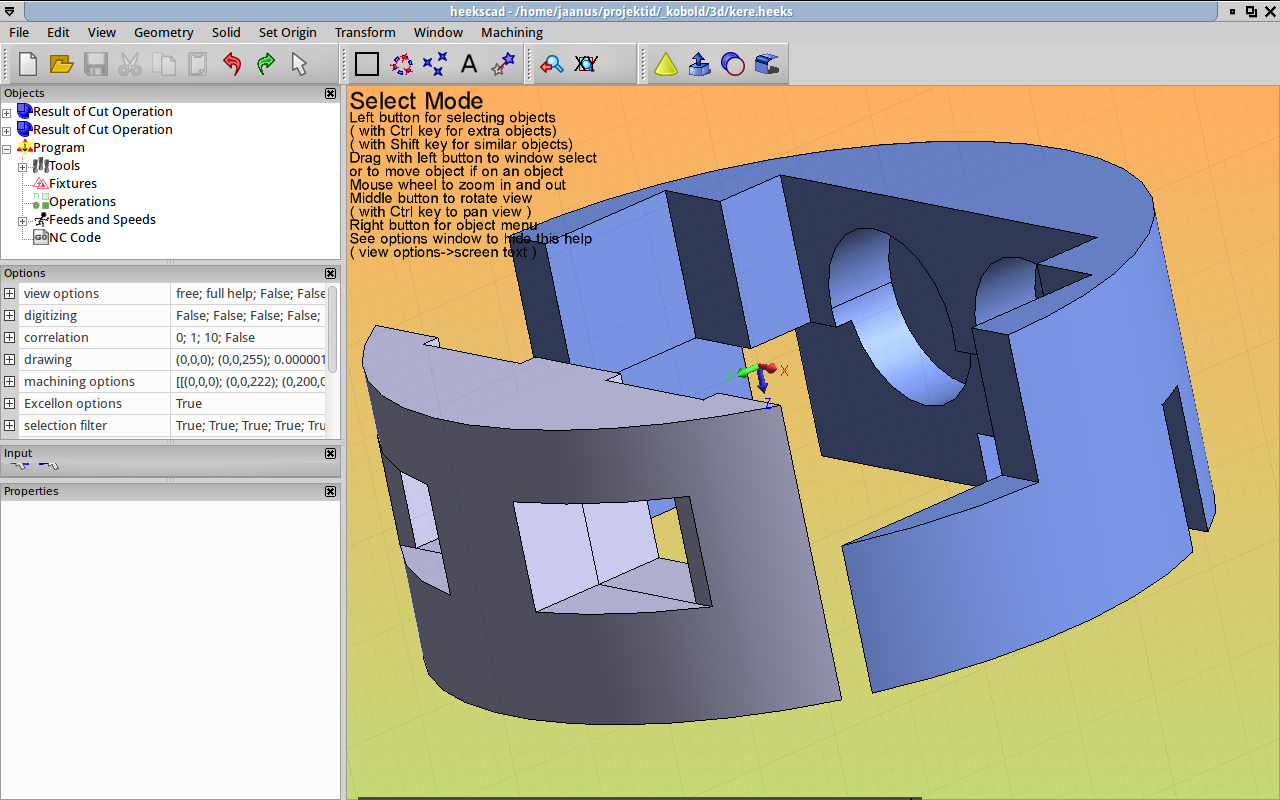 heekscad - /home/jaanus/projektid/_kobold/3d/kere.heeks
File Edit View Geometry Solid Set Origin Transform Window Machining
Objects
Result of Cut Operation
Result of Cut Operation
Program
Tools
Fixtures
Operations
Feeds and Speeds
NC Code
Options
view options free; full help; False; False
digitizing False; False; False; False;
correlation 0; 1; 10; False
drawing (0,0,0); (0,0,255); 0.000001
machining options [[(0,0,0); (0,0,222); (0,200,0
Excellon options True
selection filter True; True; True; True; Tru
Input
Properties
Select Mode
Left button for selecting objects
( with Ctrl key for extra objects)
( with Shift key for similar objects)
Drag with left button to window select
or to move object if on an object
Mouse wheel to zoom in and out
Middle button to rotate view
( with Ctrl key to pan view )
Right button for object menu
See options window to hide this help
( view options->screen text )
X
Y
Z